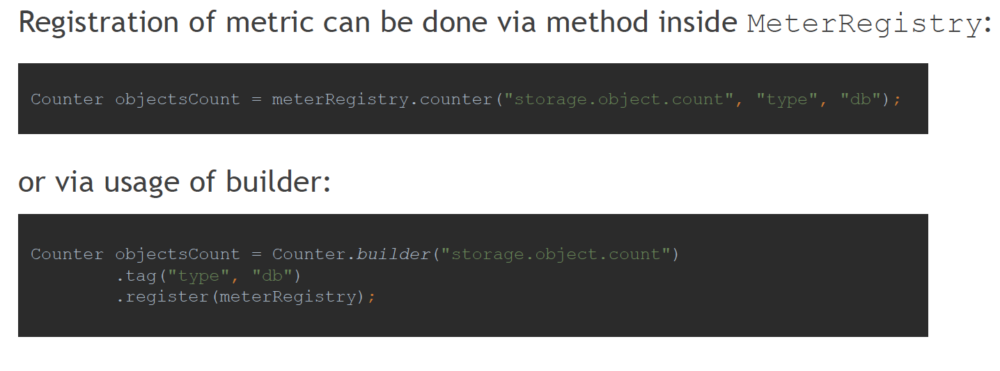 Registration of metric can be done via method inside MeterRegistry:
Counter objectsCount = meterRegistry.counter("storage.object.count", "type", "db");
or via usage of builder:
Counter objectsCount = Counter.builder("storage.object.count")
.tag("type", "db")
.register(meterRegistry);